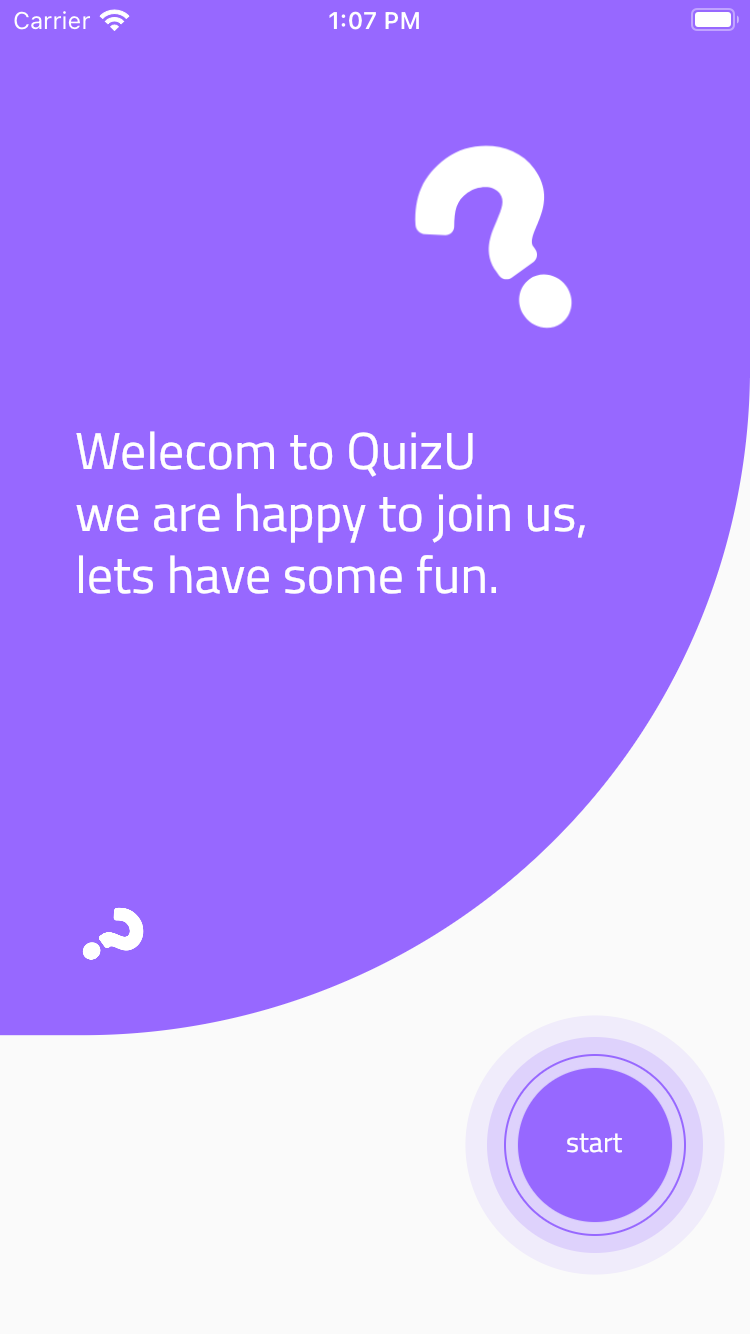 Carrier 1:07 PM
Welecom to QuizU
we are happy to join us,
lets have some fun.
start